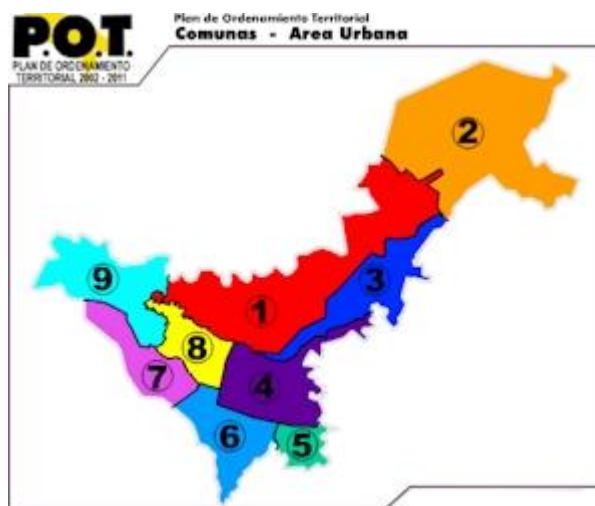 P.O.T.
PLAN DE ORDENAMIENTO
TERRITORIAL 2002 - 2011
Plan de Ordenamiento Territorial
Comunas - Area Urbana
2
3
9
1
8
7
4
6
5